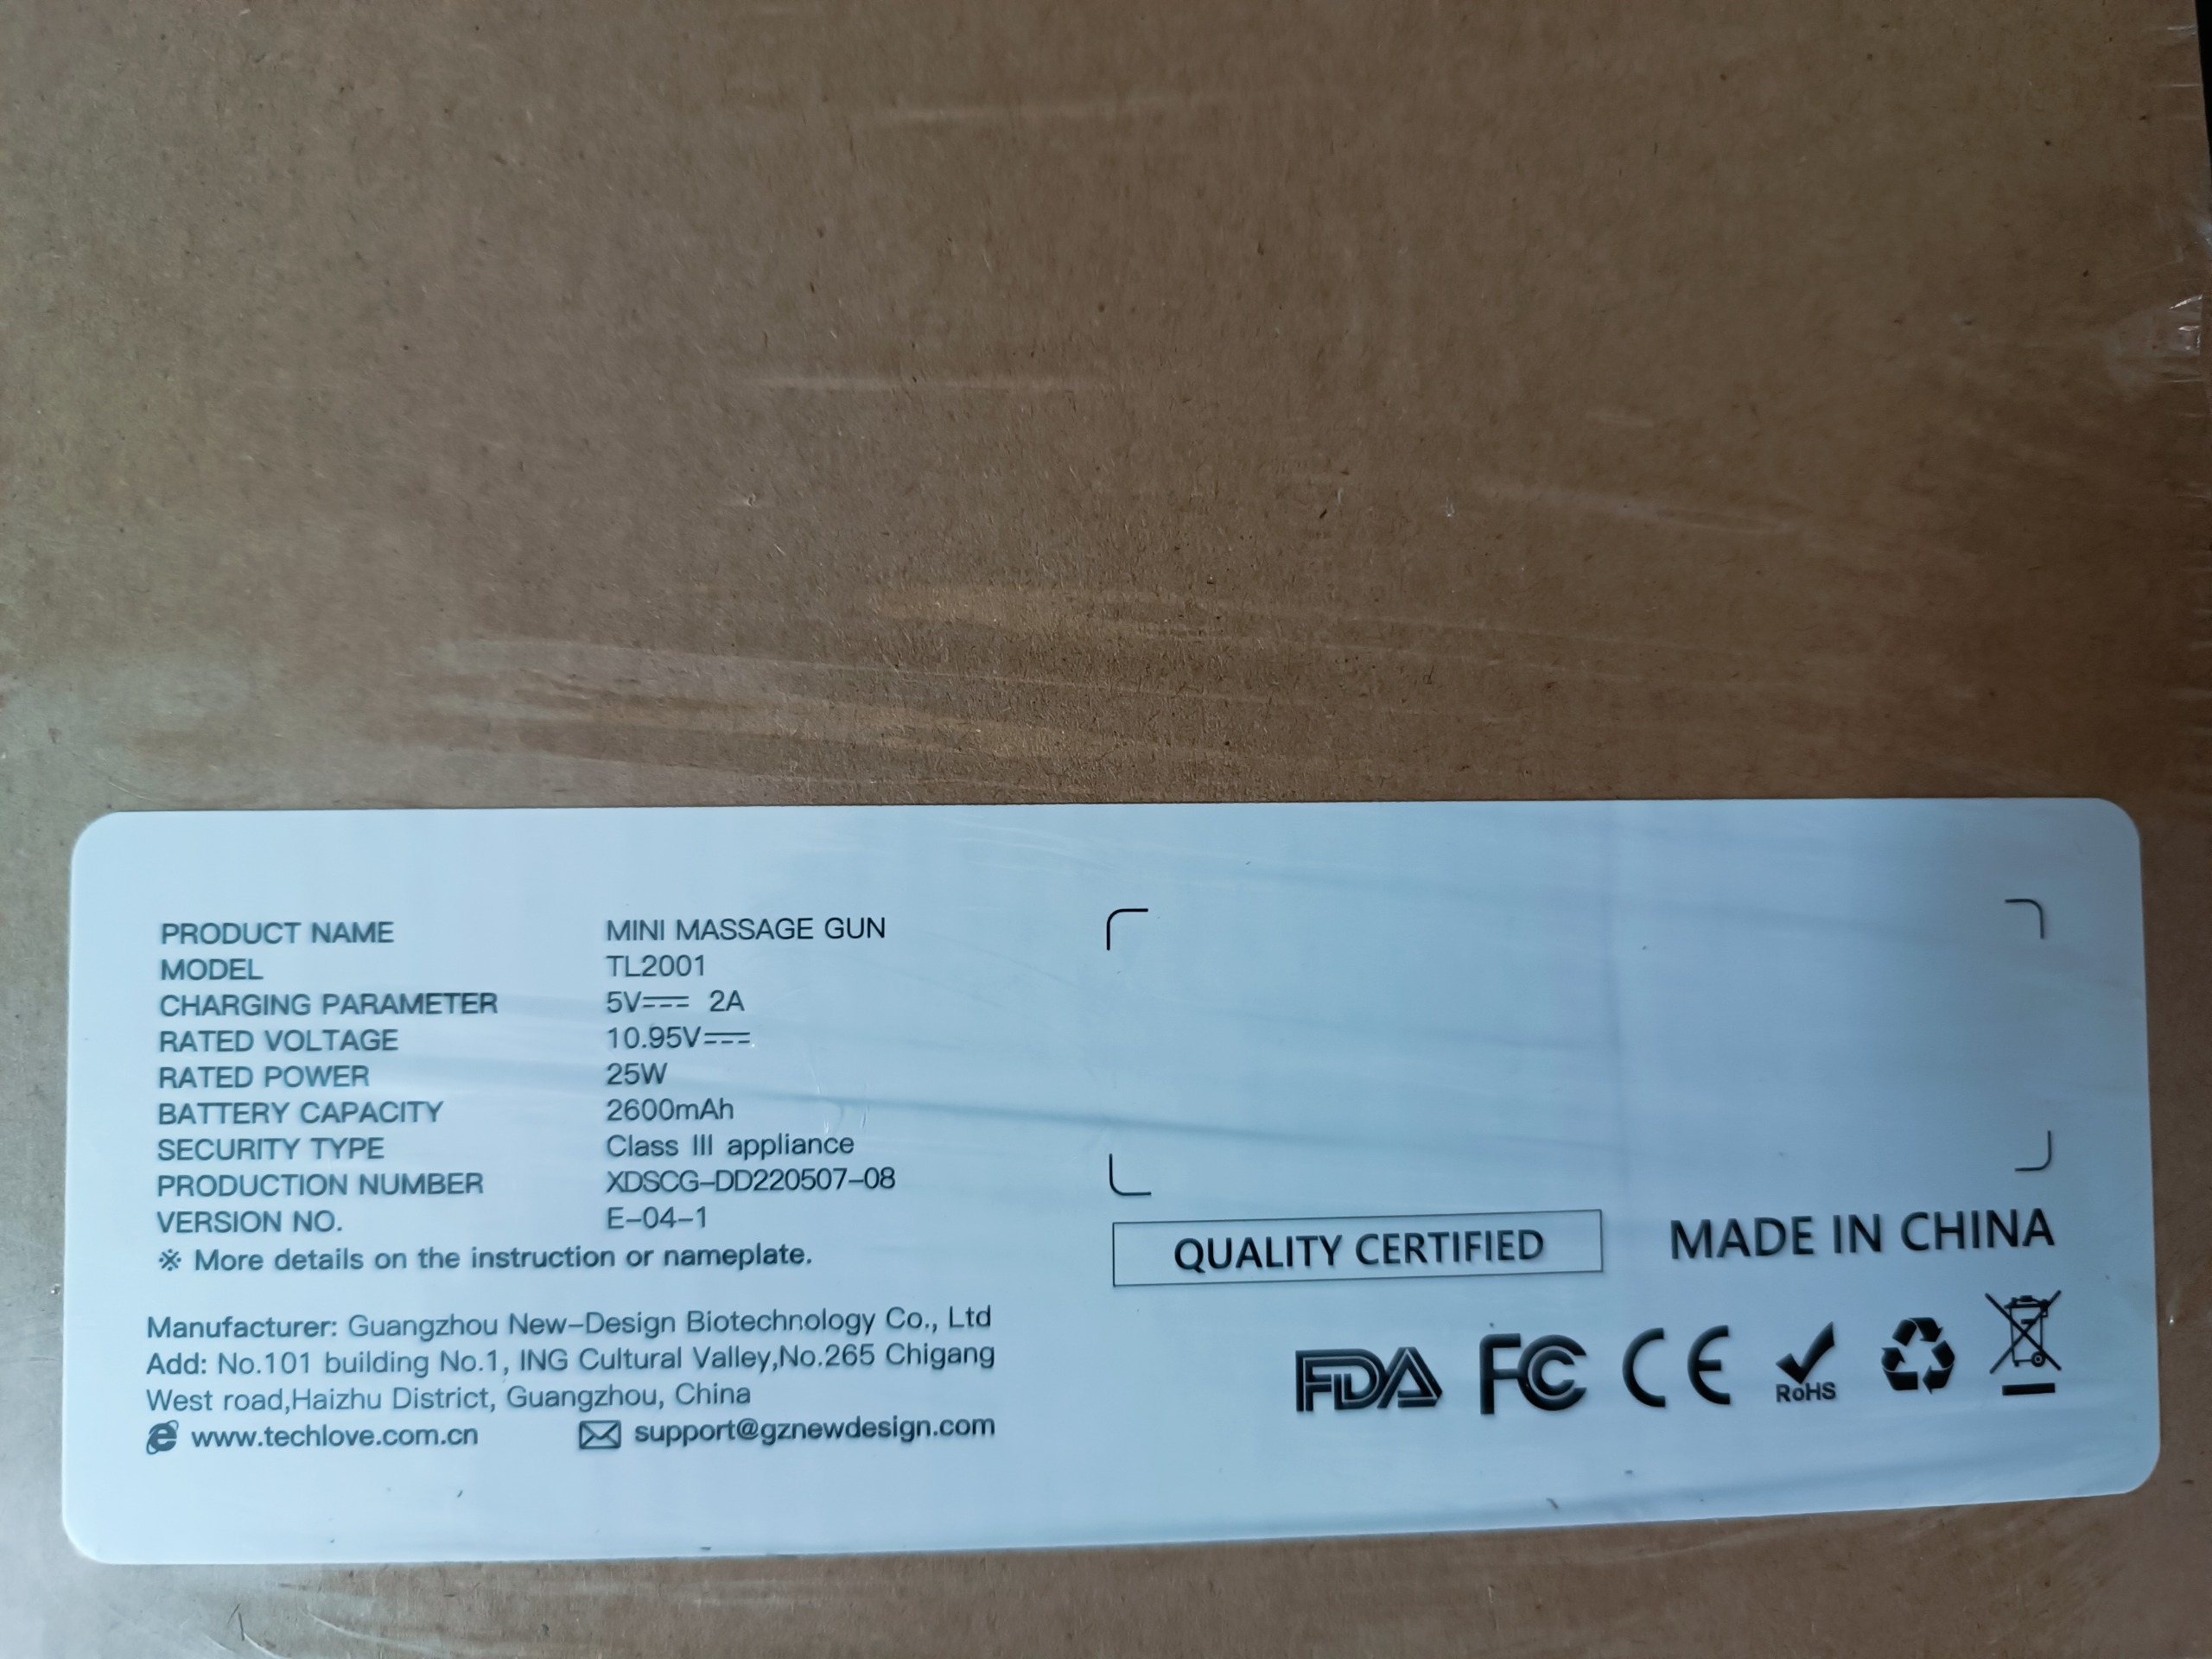 PRODUCT NAME MINI MASSAGE GUN
MODEL TL2001
CHARGING PARAMETER 5V⎓ 2A
RATED VOLTAGE 10.95V⎓
RATED POWER 25W
BATTERY CAPACITY 2600mAh
SECURITY TYPE Class III appliance
PRODUCTION NUMBER XDSCG-DD220507-08
VERSION NO. E-04-1
※ More details on the instruction or nameplate.
Manufacturer: Guangzhou New-Design Biotechnology Co., Ltd
Add: No.101 building No.1, ING Cultural Valley,No.265 Chigang
West road,Haizhu District, Guangzhou, China
www.techlove.com.cn support@gznewdesign.com
QUALITY CERTIFIED MADE IN CHINA
FDA FC CE RoHS